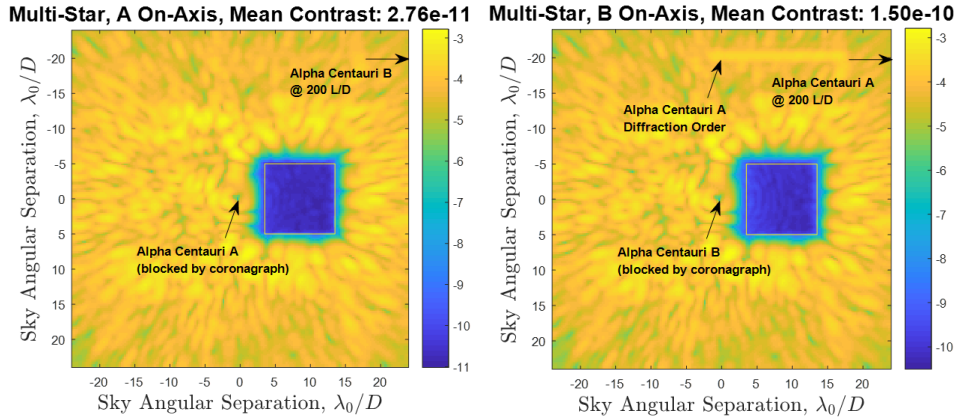 Multi-Star, A On-Axis, Mean Contrast: 2.76e-11
Sky Angular Separation, λ₀/D
-20
-15
-10
-5
0
5
10
15
20
Alpha Centauri B
@ 200 L/D
Alpha Centauri A
(blocked by coronagraph)
-20 -15 -10 -5 0 5 10 15 20
Sky Angular Separation, λ₀/D
-3
-4
-5
-6
-7
-8
-9
-10
-11
Multi-Star, B On-Axis, Mean Contrast: 1.50e-10
Sky Angular Separation, λ₀/D
-20
-15
-10
-5
0
5
10
15
20
Alpha Centauri A
Diffraction Order
Alpha Centauri A
@ 200 L/D
Alpha Centauri B
(blocked by coronagraph)
-20 -15 -10 -5 0 5 10 15 20
Sky Angular Separation, λ₀/D
-3
-4
-5
-6
-7
-8
-9
-10